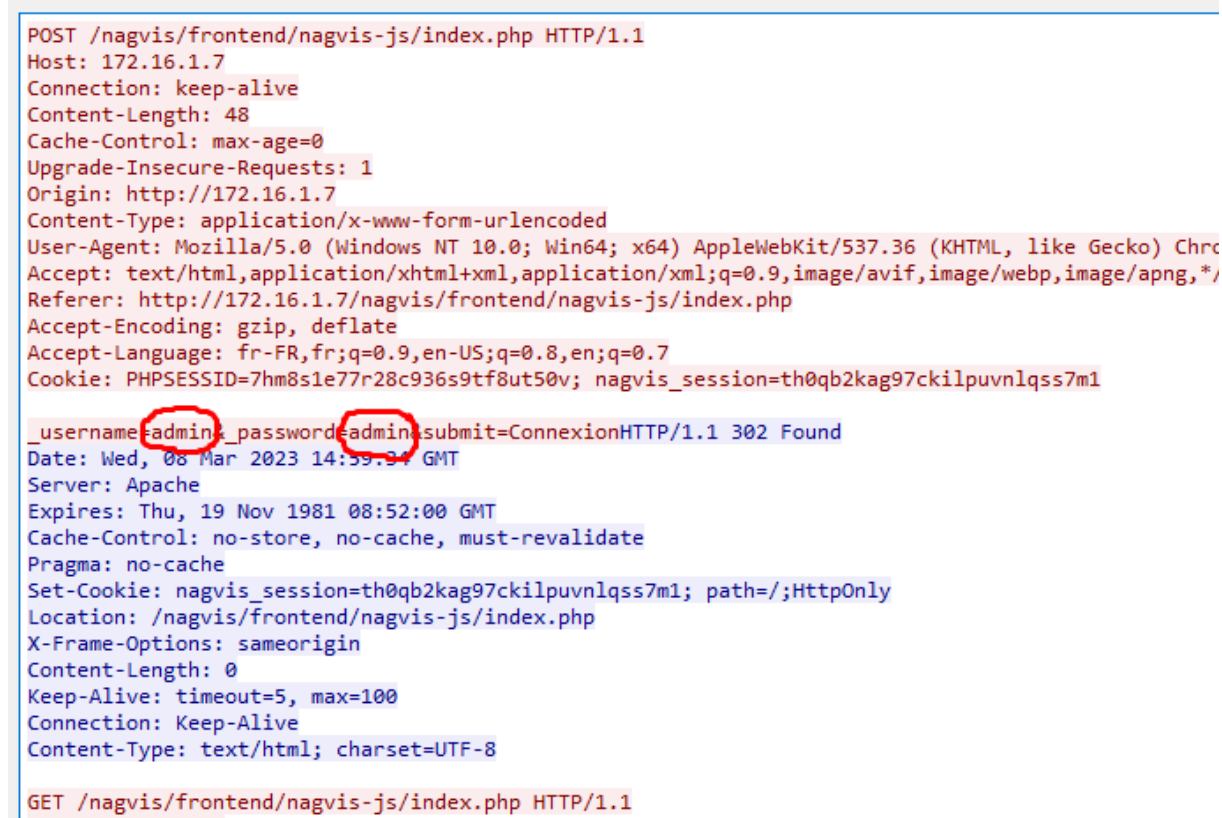 POST /nagvis/frontend/nagvis-js/index.php HTTP/1.1
Host: 172.16.1.7
Connection: keep-alive
Content-Length: 48
Cache-Control: max-age=0
Upgrade-Insecure-Requests: 1
Origin: http://172.16.1.7
Content-Type: application/x-www-form-urlencoded
User-Agent: Mozilla/5.0 (Windows NT 10.0; Win64; x64) AppleWebKit/537.36 (KHTML, like Gecko) Chro
Accept: text/html,application/xhtml+xml,application/xml;q=0.9,image/avif,image/webp,image/apng,*/
Referer: http://172.16.1.7/nagvis/frontend/nagvis-js/index.php
Accept-Encoding: gzip, deflate
Accept-Language: fr-FR,fr;q=0.9,en-US;q=0.8,en;q=0.7
Cookie: PHPSESSID=7hm8s1e77r28c936s9tf8ut50v; nagvis_session=th0qb2kag97ckilpuvnlqss7m1
_username=admin&_password=admin&submit=ConnexionHTTP/1.1 302 Found
Date: Wed, 08 Mar 2023 14:59:34 GMT
Server: Apache
Expires: Thu, 19 Nov 1981 08:52:00 GMT
Cache-Control: no-store, no-cache, must-revalidate
Pragma: no-cache
Set-Cookie: nagvis_session=th0qb2kag97ckilpuvnlqss7m1; path=/;HttpOnly
Location: /nagvis/frontend/nagvis-js/index.php
X-Frame-Options: sameorigin
Content-Length: 0
Keep-Alive: timeout=5, max=100
Connection: Keep-Alive
Content-Type: text/html; charset=UTF-8
GET /nagvis/frontend/nagvis-js/index.php HTTP/1.1